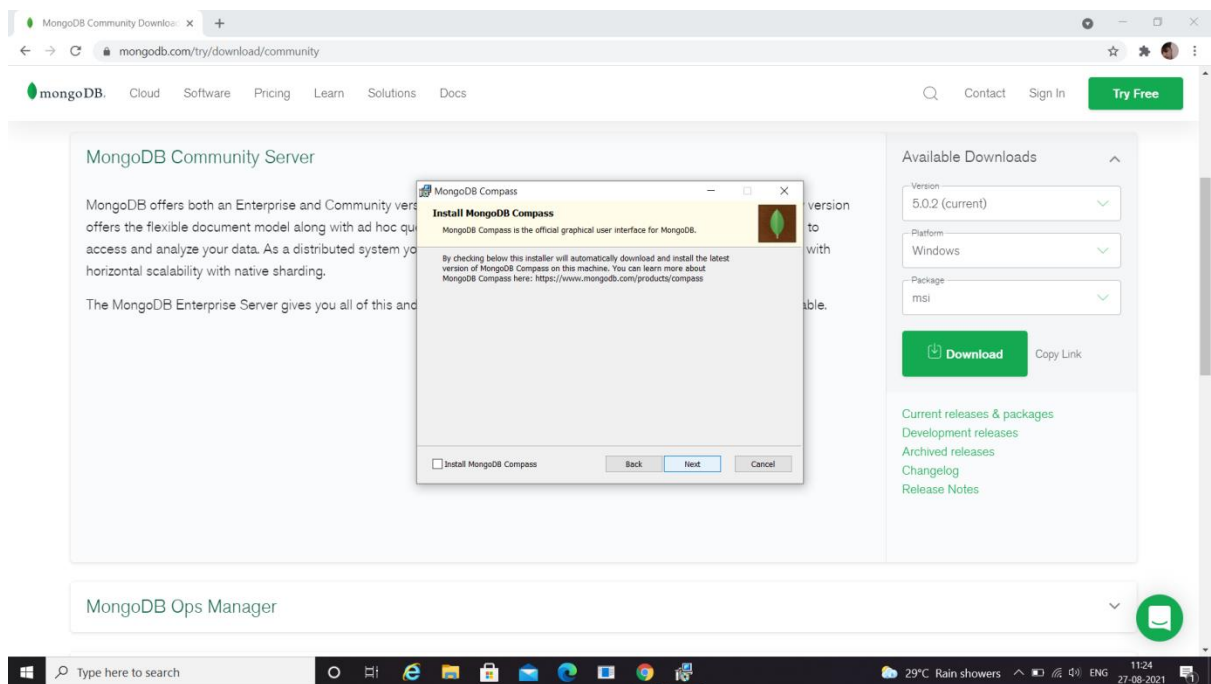 MongoDB Community Downloa
mongodb.com/try/download/community
mongoDB. Cloud Software Pricing Learn Solutions Docs Contact Sign In Try Free
MongoDB Community Server
MongoDB offers both an Enterprise and Community vers
version
offers the flexible document model along with ad hoc qu
to
access and analyze your data. As a distributed system yo
with
horizontal scalability with native sharding.
The MongoDB Enterprise Server gives you all of this and
able.
MongoDB Compass
Install MongoDB Compass
MongoDB Compass is the official graphical user interface for MongoDB.
By checking below this installer will automatically download and install the latest
version of MongoDB Compass on this machine. You can learn more about
MongoDB Compass here: https://www.mongodb.com/products/compass
Install MongoDB Compass Back Next Cancel
Available Downloads
Version
5.0.2 (current)
Platform
Windows
Package
msi
Download Copy Link
Current releases & packages
Development releases
Archived releases
Changelog
Release Notes
MongoDB Ops Manager
Type here to search
29°C Rain showers ENG 11:24
27-08-2021
1